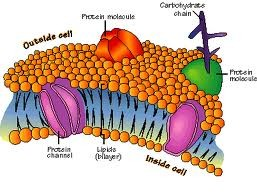 Carbohydrate
chain
Protein molecule
Outside cell
Protein
molecule
Protein
channel
Lipids
(bilayer)
Inside cell